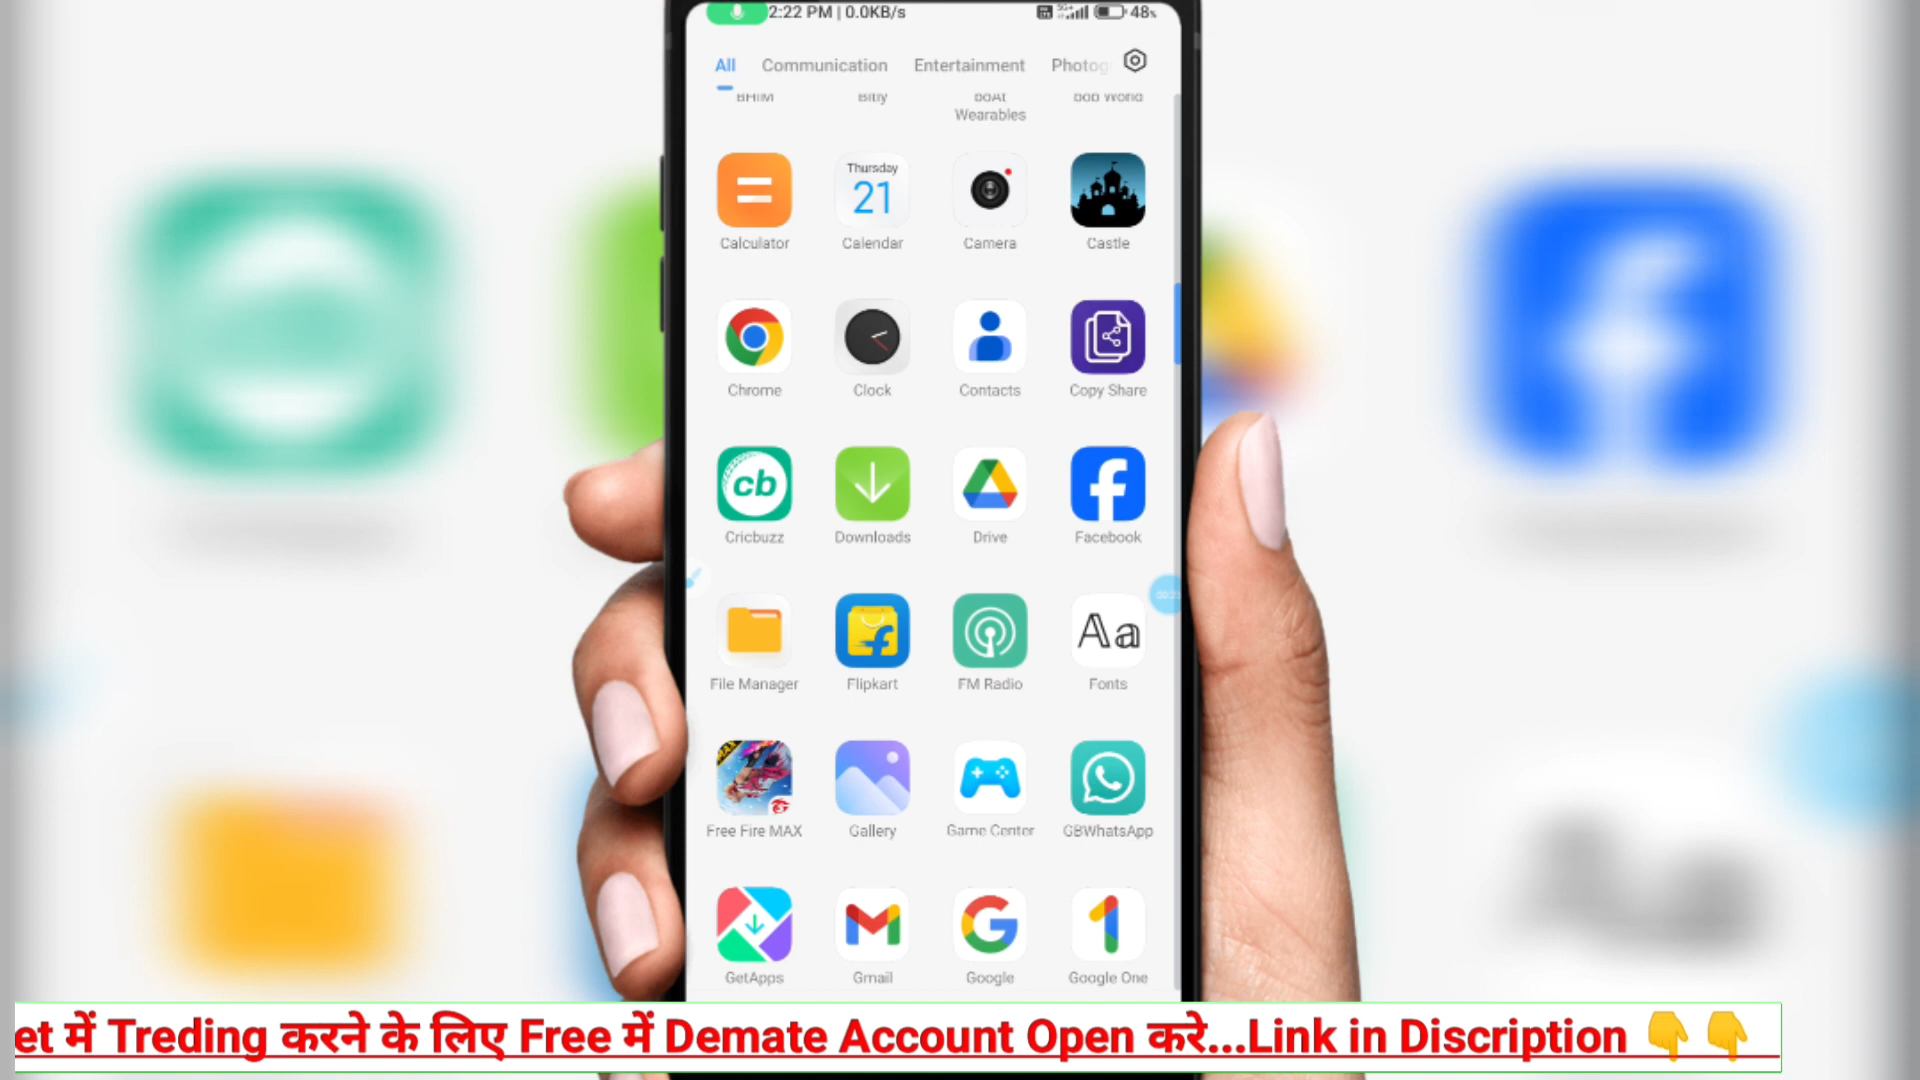 2:22 PM | 0.0KB/s 5G+ 48%
All Communication Entertainment Photog
BHIM Bitly boAt Wearables bob World
Thursday
21
Calculator Calendar Camera Castle
Chrome Clock Contacts Copy Share
cb
Cricbuzz Downloads Drive Facebook
Aa
File Manager Flipkart FM Radio Fonts
MAX
Free Fire MAX Gallery Game Center GBWhatsApp
GetApps Gmail Google Google One
et में Treding करने के लिए Free में Demate Account Open करे...Link in Discription 👇 👇